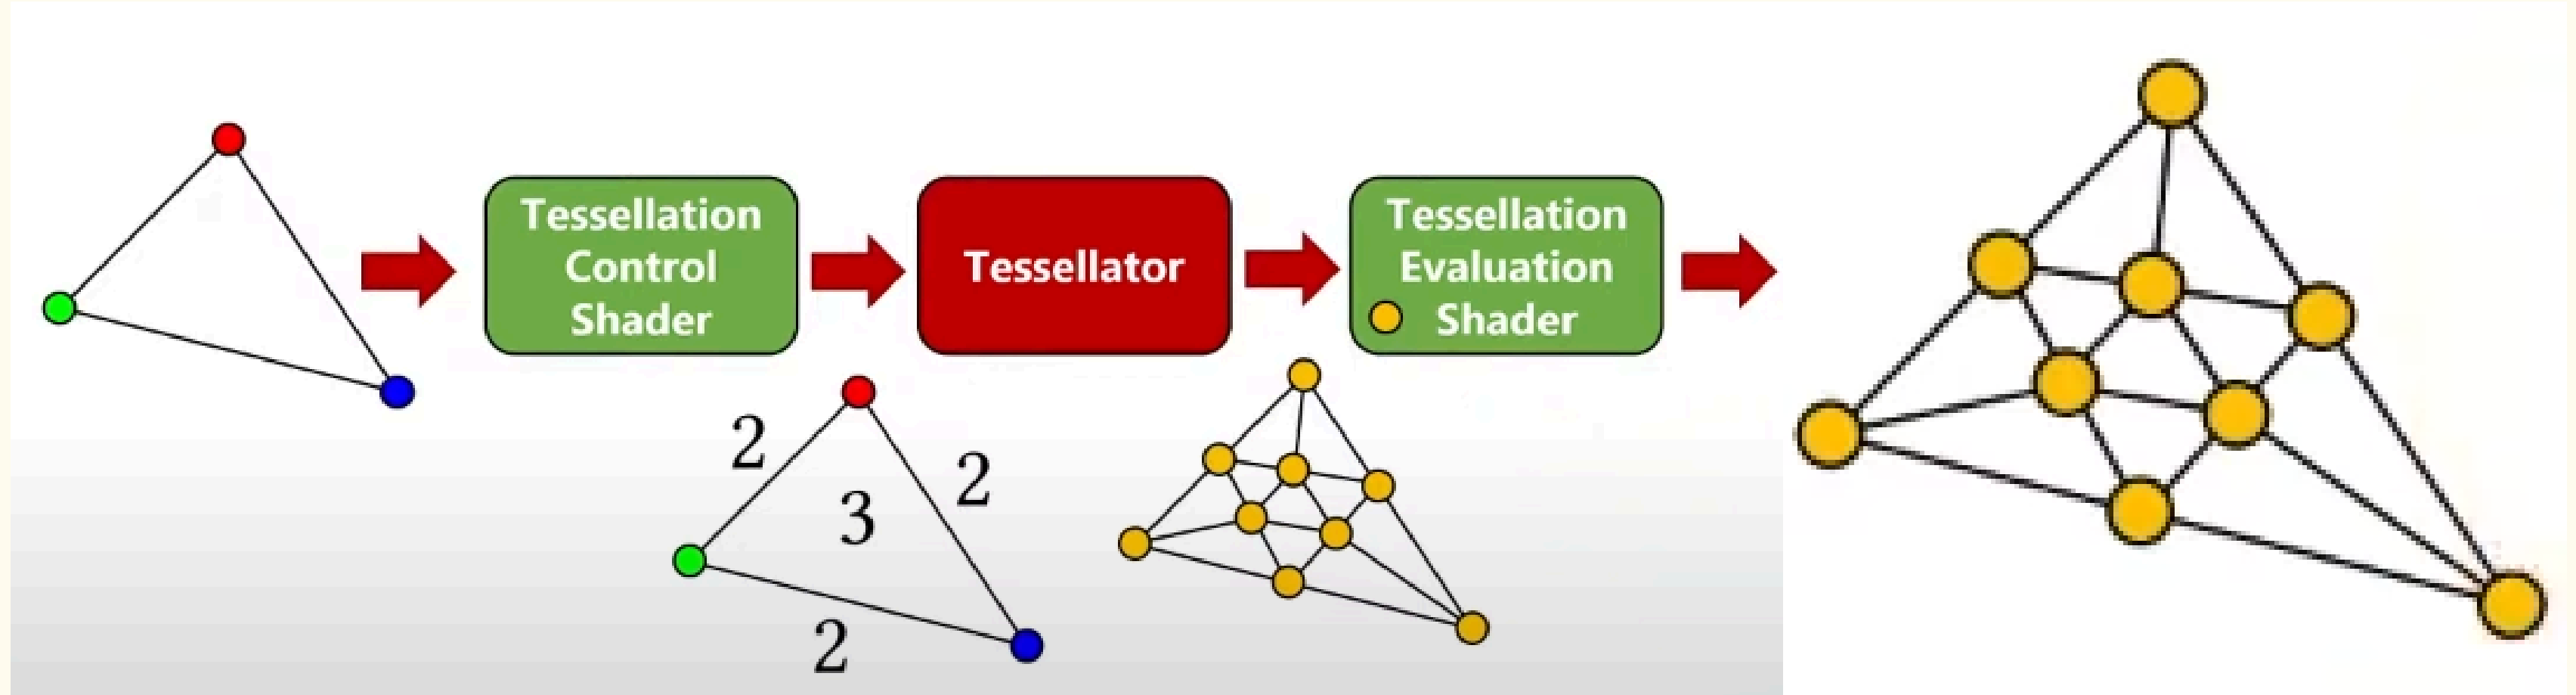 Tessellation
Control
Shader
Tessellator
Tessellation
Evaluation
Shader
2
2
3
2